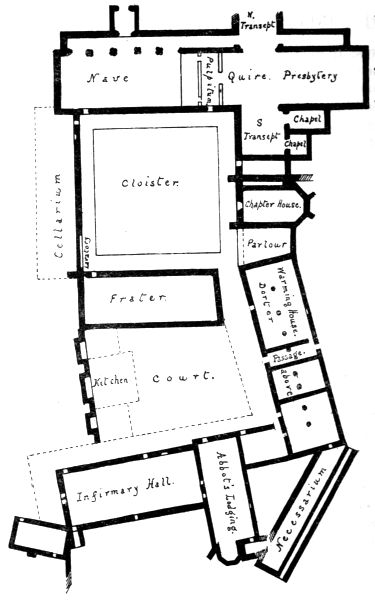 N.
Transept
Nave
Pulpitum
Quire. Presbytery
S
Transept
Chapel
Chapel
Cloister.
Cellarium
Chapter House.
Parlour
Lavatory
Frater.
Warming House.
Dortor
Passage.
above
Kitchen
Court.
Infirmary Hall.
Abbot's Lodging.
Necessarium